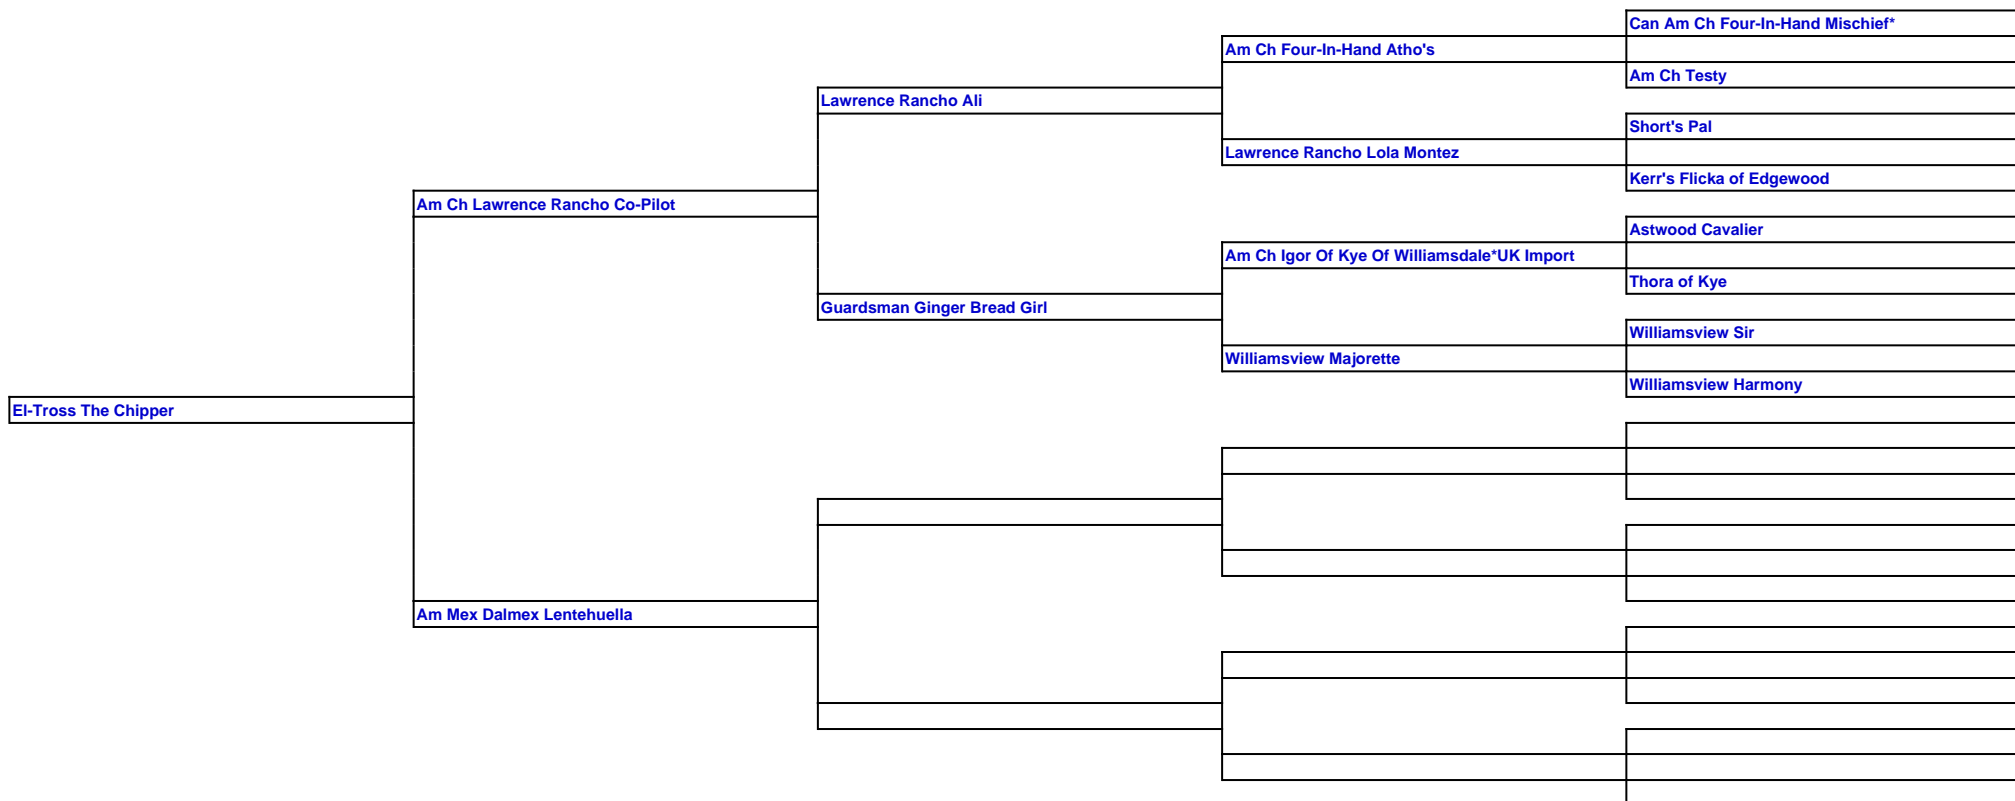 Can Am Ch Four-In-Hand Mischief*
Am Ch Four-In-Hand Atho's
Am Ch Testy
Lawrence Rancho Ali
Short's Pal
Lawrence Rancho Lola Montez
Kerr's Flicka of Edgewood
Am Ch Lawrence Rancho Co-Pilot
Astwood Cavalier
Am Ch Igor Of Kye Of Williamsdale*UK Import
Thora of Kye
Guardsman Ginger Bread Girl
Williamsview Sir
Williamsview Majorette
Williamsview Harmony
El-Tross The Chipper
Am Mex Dalmex Lentehuella